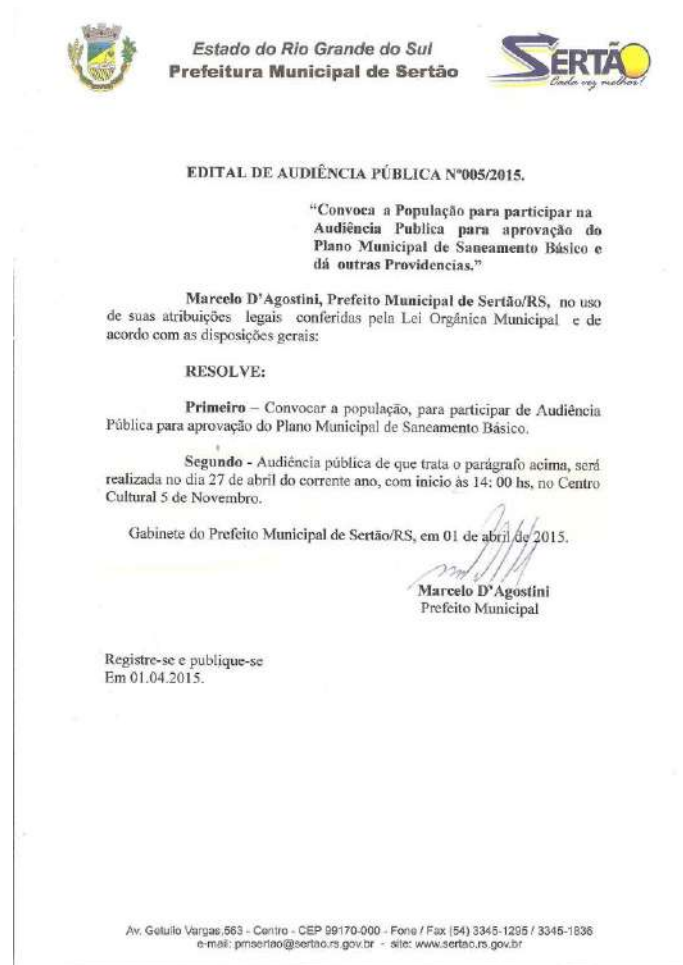 Estado do Rio Grande do Sul
Prefeitura Municipal de Sertão
SERTÃO
Cada vez melhor!
EDITAL DE AUDIÊNCIA PÚBLICA Nº005/2015.
“Convoca a População para participar na
Audiência Publica para aprovação do
Plano Municipal de Saneamento Básico e
dá outras Providencias.”
Marcelo D’Agostini, Prefeito Municipal de Sertão/RS, no uso
de suas atribuições legais conferidas pela Lei Orgânica Municipal e de
acordo com as disposições gerais:
RESOLVE:
Primeiro – Convocar a população, para participar de Audiência
Pública para aprovação do Plano Municipal de Saneamento Básico.
Segundo - Audiência pública de que trata o parágrafo acima, será
realizada no dia 27 de abril do corrente ano, com inicio às 14: 00 hs, no Centro
Cultural 5 de Novembro.
Gabinete do Prefeito Municipal de Sertão/RS, em 01 de abril de 2015.
Marcelo D’Agostini
Prefeito Municipal
Registre-se e publique-se
Em 01.04.2015.
Av. Getulio Vargas,563 - Centro - CEP 99170-000 - Fone / Fax (54) 3345-1295 / 3345-1836
e-mail: pmsertao@sertao.rs.gov.br - site: www.sertao.rs.gov.br